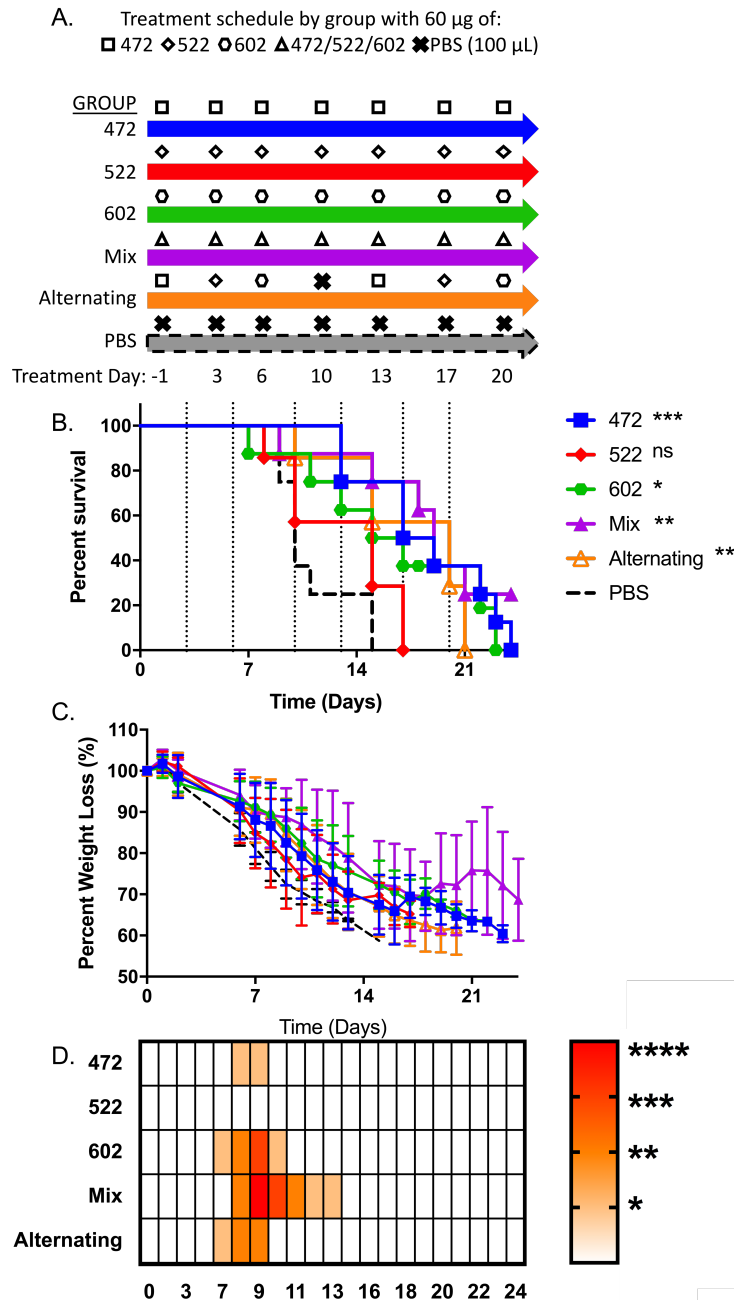 A.
Treatment schedule by group with 60 µg of:
472 522 602 472/522/602 PBS (100 µL)
GROUP
472
522
602
Mix
Alternating
PBS
Treatment Day: -1 3 6 10 13 17 20
B.
Percent survival
100
80
60
40
20
0
0 7 14 21
Time (Days)
472 ***
522 ns
602 *
Mix **
Alternating **
PBS
C.
Percent Weight Loss (%)
110
100
90
80
70
60
50
0 7 14 21
Time (Days)
D.
472
522
602
Mix
Alternating
0 3 7 9 11 13 16 18 20 22 24
****
***
**
*